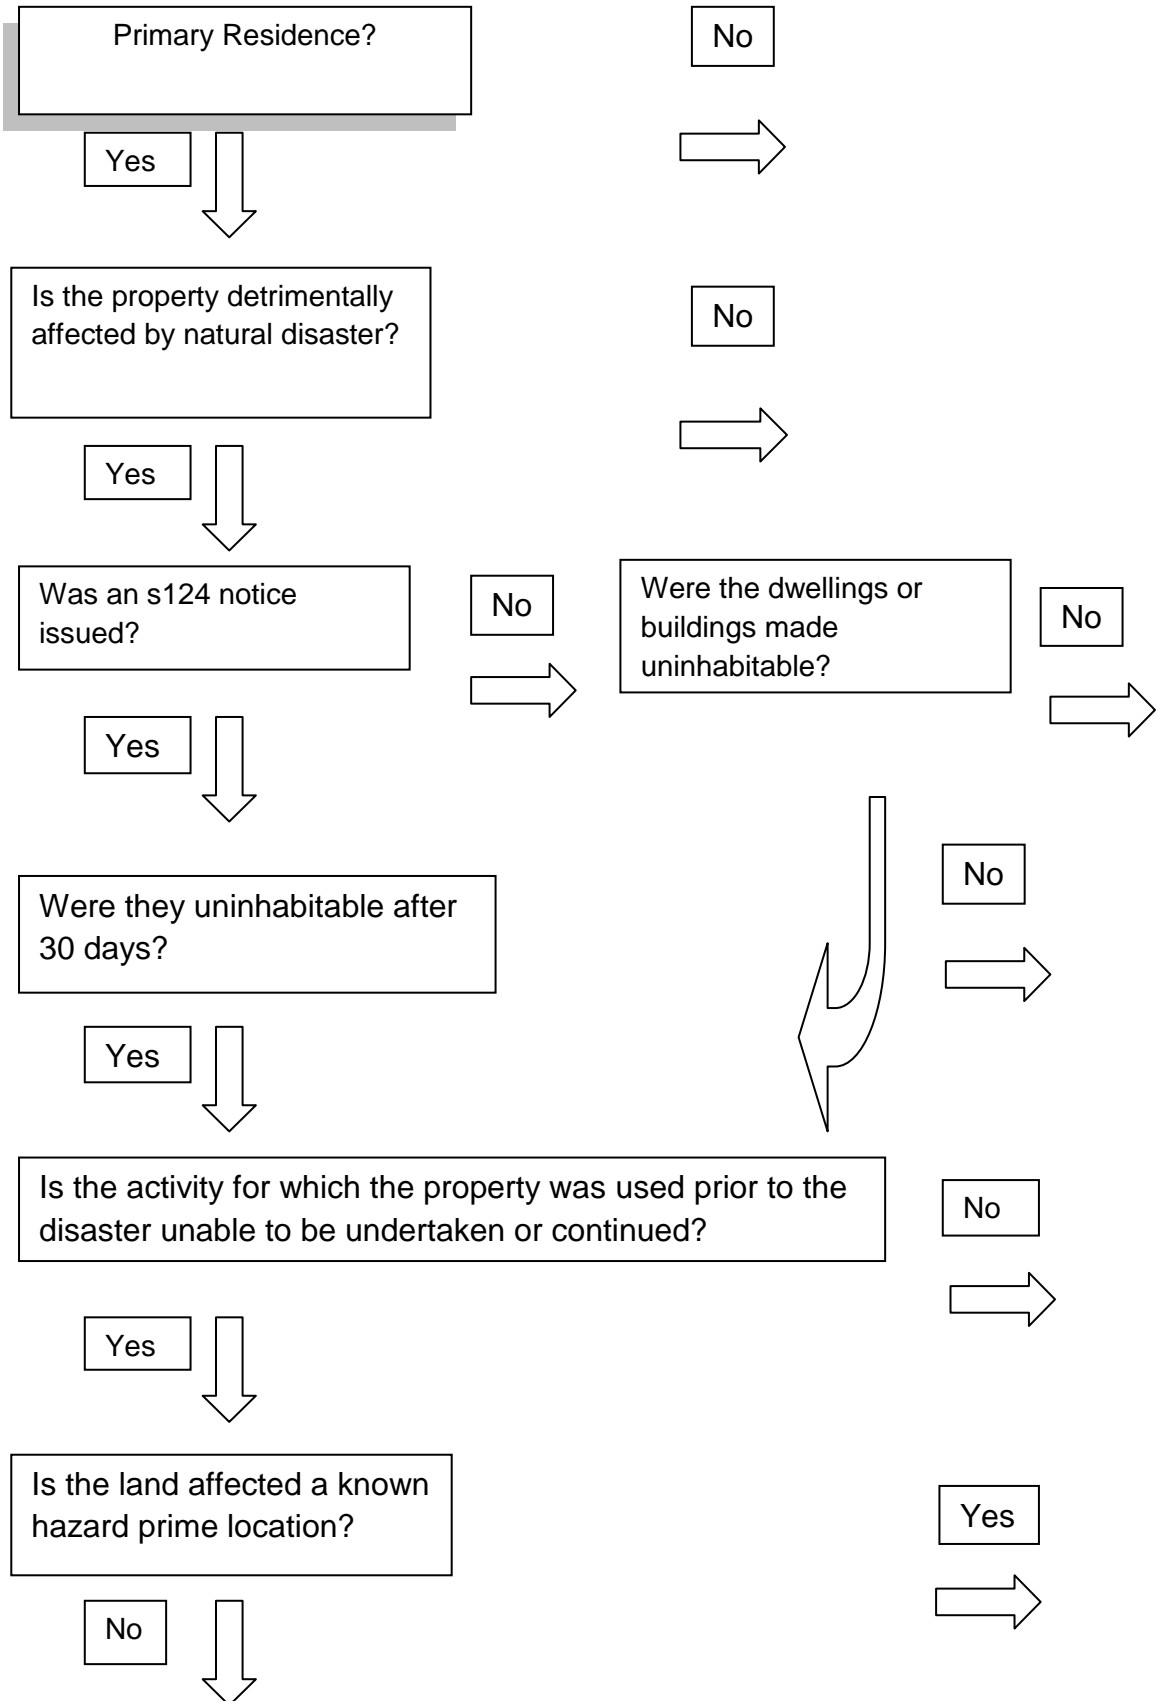 Primary Residence?
No
Yes
Is the property detrimentally
affected by natural disaster?
No
Yes
Was an s124 notice
issued?
No
Were the dwellings or
buildings made
uninhabitable?
No
Yes
No
Were they uninhabitable after
30 days?
Yes
Is the activity for which the property was used prior to the
disaster unable to be undertaken or continued?
No
Yes
Is the land affected a known
hazard prime location?
Yes
No